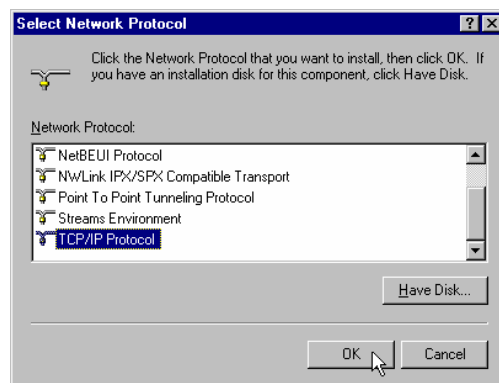 Select Network Protocol
Click the Network Protocol that you want to install, then click OK. If
you have an installation disk for this component, click Have Disk.
Network Protocol:
NetBEUI Protocol
NWLink IPX/SPX Compatible Transport
Point To Point Tunneling Protocol
Streams Environment
TCP/IP Protocol
Have Disk...
OK
Cancel